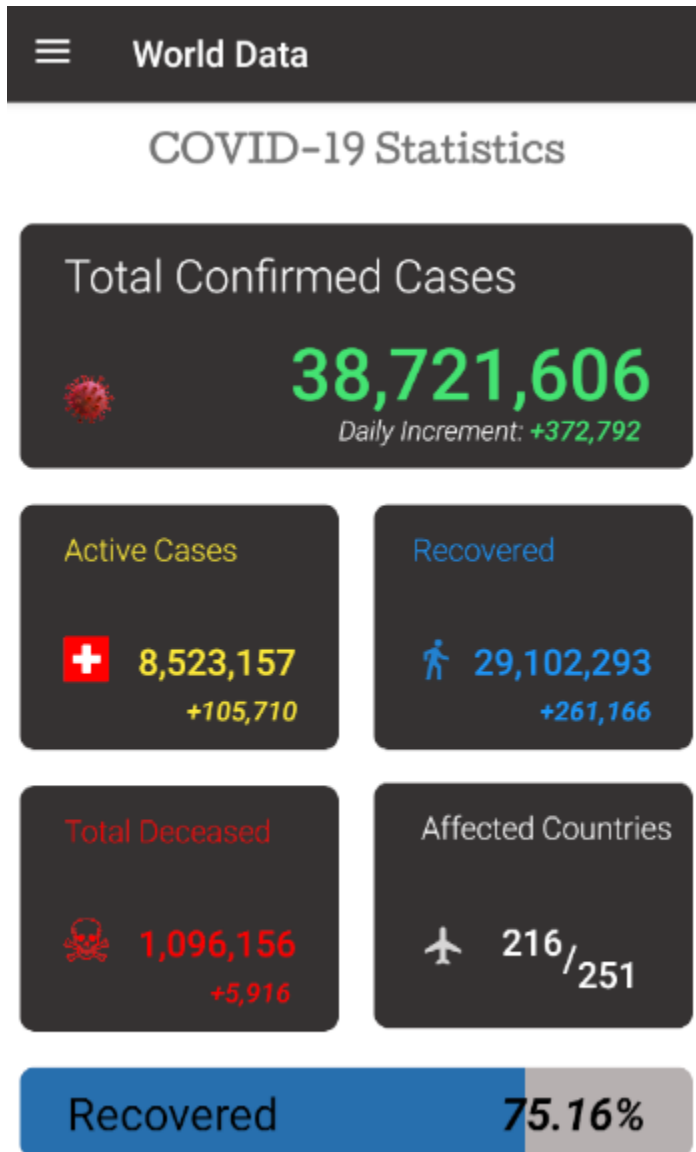 World Data
COVID-19 Statistics
Total Confirmed Cases
38,721,606
Daily Increment: +372,792
Active Cases
8,523,157
+105,710
Recovered
29,102,293
+261,166
Total Deceased
1,096,156
+5,916
Affected Countries
216/251
Recovered 75.16%